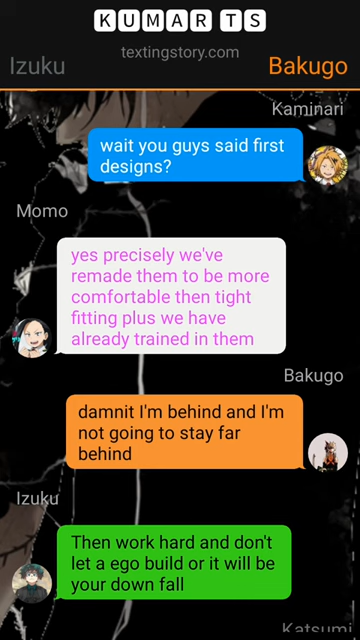 KUMAR TS
textingstory.com
Izuku
Bakugo
Kaminari
wait you guys said first
designs?
Momo
yes precisely we've
remade them to be more
comfortable then tight
fitting plus we have
already trained in them
Bakugo
damnit I'm behind and I'm
not going to stay far
behind
Izuku
Then work hard and don't
let a ego build or it will be
your down fall
Katsumi